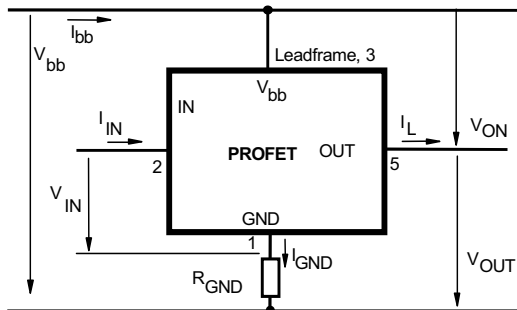 I_bb
V_bb
Leadframe, 3
V_bb
IN
I_IN
I_L
V_ON
PROFET
OUT
2
5
V_IN
GND
1
I_GND
R_GND
V_OUT